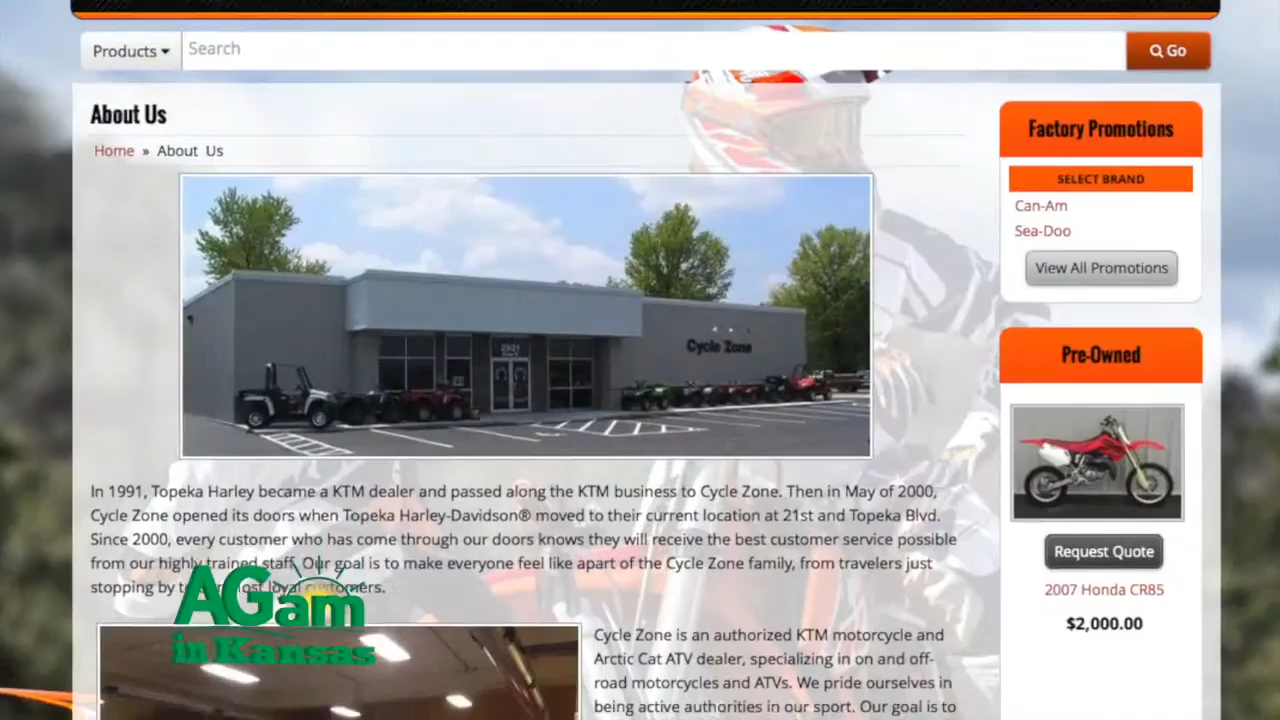 Products
Search
Go
About Us
Home » About Us
Factory Promotions
SELECT BRAND
Can-Am
Sea-Doo
View All Promotions
Cycle Zone
2921
Pre-Owned
Request Quote
2007 Honda CR85
$2,000.00
In 1991, Topeka Harley became a KTM dealer and passed along the KTM business to Cycle Zone. Then in May of 2000,
Cycle Zone opened its doors when Topeka Harley-Davidson® moved to their current location at 21st and Topeka Blvd.
Since 2000, every customer who has come through our doors knows they will receive the best customer service possible
from our highly trained staff. Our goal is to make everyone feel like apart of the Cycle Zone family, from travelers just
stopping by to most loyal customers.
AGam
in Kansas
Cycle Zone is an authorized KTM motorcycle and
Arctic Cat ATV dealer, specializing in on and off-
road motorcycles and ATVs. We pride ourselves in
being active authorities in our sport. Our goal is to